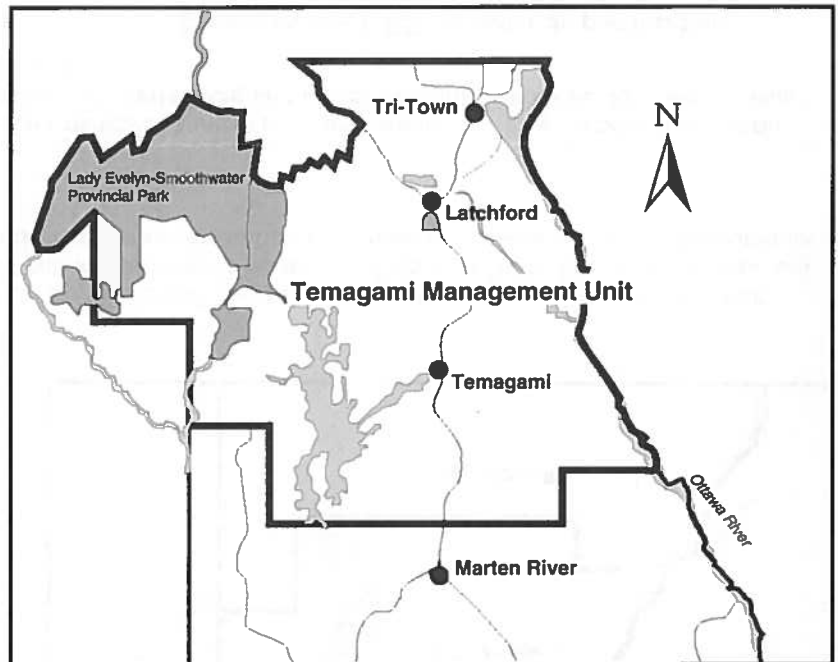 Tri-Town
N
Lady Evelyn-Smoothwater
Provincial Park
Latchford
Temagami Management Unit
Temagami
Ottawa River
Marten River